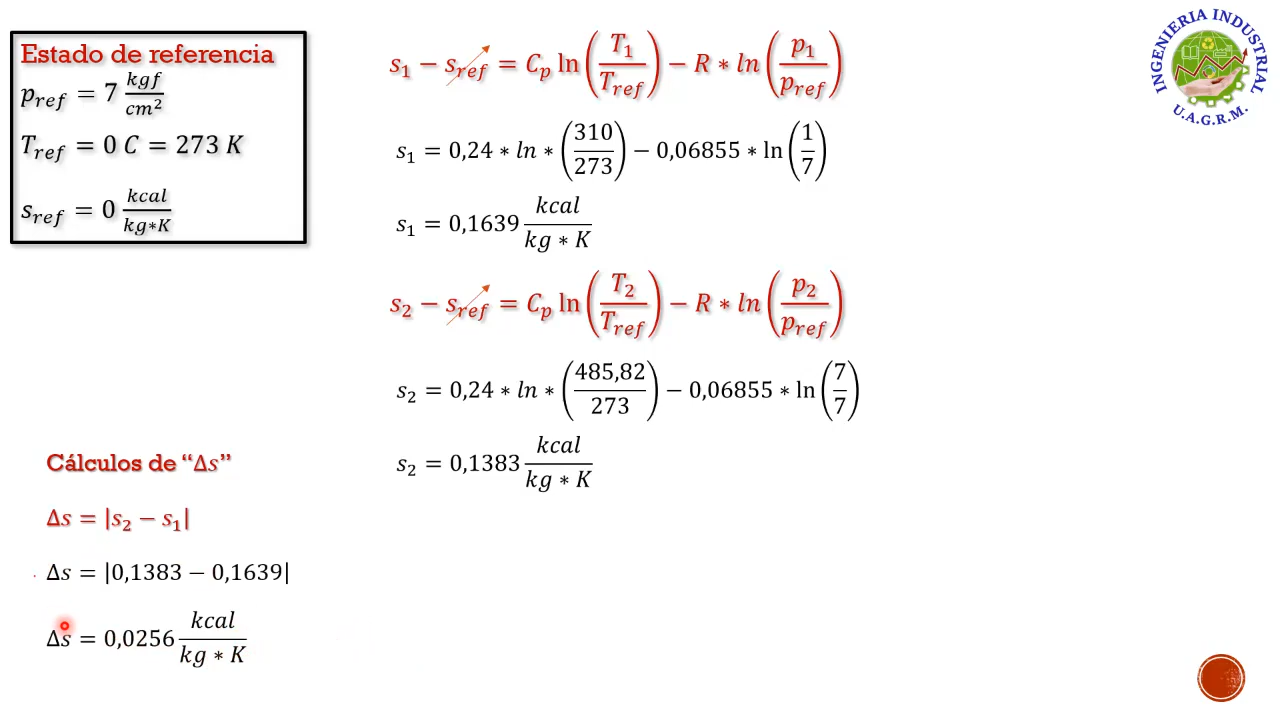 Estado de referencia
p_ref = 7 kgf/cm²
T_ref = 0 C = 273 K
s_ref = 0 kcal/kg∗K
s₁ − s_ref = C_p ln(T₁/T_ref) − R ∗ ln(p₁/p_ref)
s₁ = 0,24 ∗ ln ∗ (310/273) − 0,06855 ∗ ln(1/7)
s₁ = 0,1639 kcal/kg ∗ K
s₂ − s_ref = C_p ln(T₂/T_ref) − R ∗ ln(p₂/p_ref)
s₂ = 0,24 ∗ ln ∗ (485,82/273) − 0,06855 ∗ ln(7/7)
s₂ = 0,1383 kcal/kg ∗ K
Cálculos de “Δs”
Δs = |s₂ − s₁|
Δs = |0,1383 − 0,1639|
Δs = 0,0256 kcal/kg ∗ K
INGENIERIA INDUSTRIAL
U.A.G.R.M.